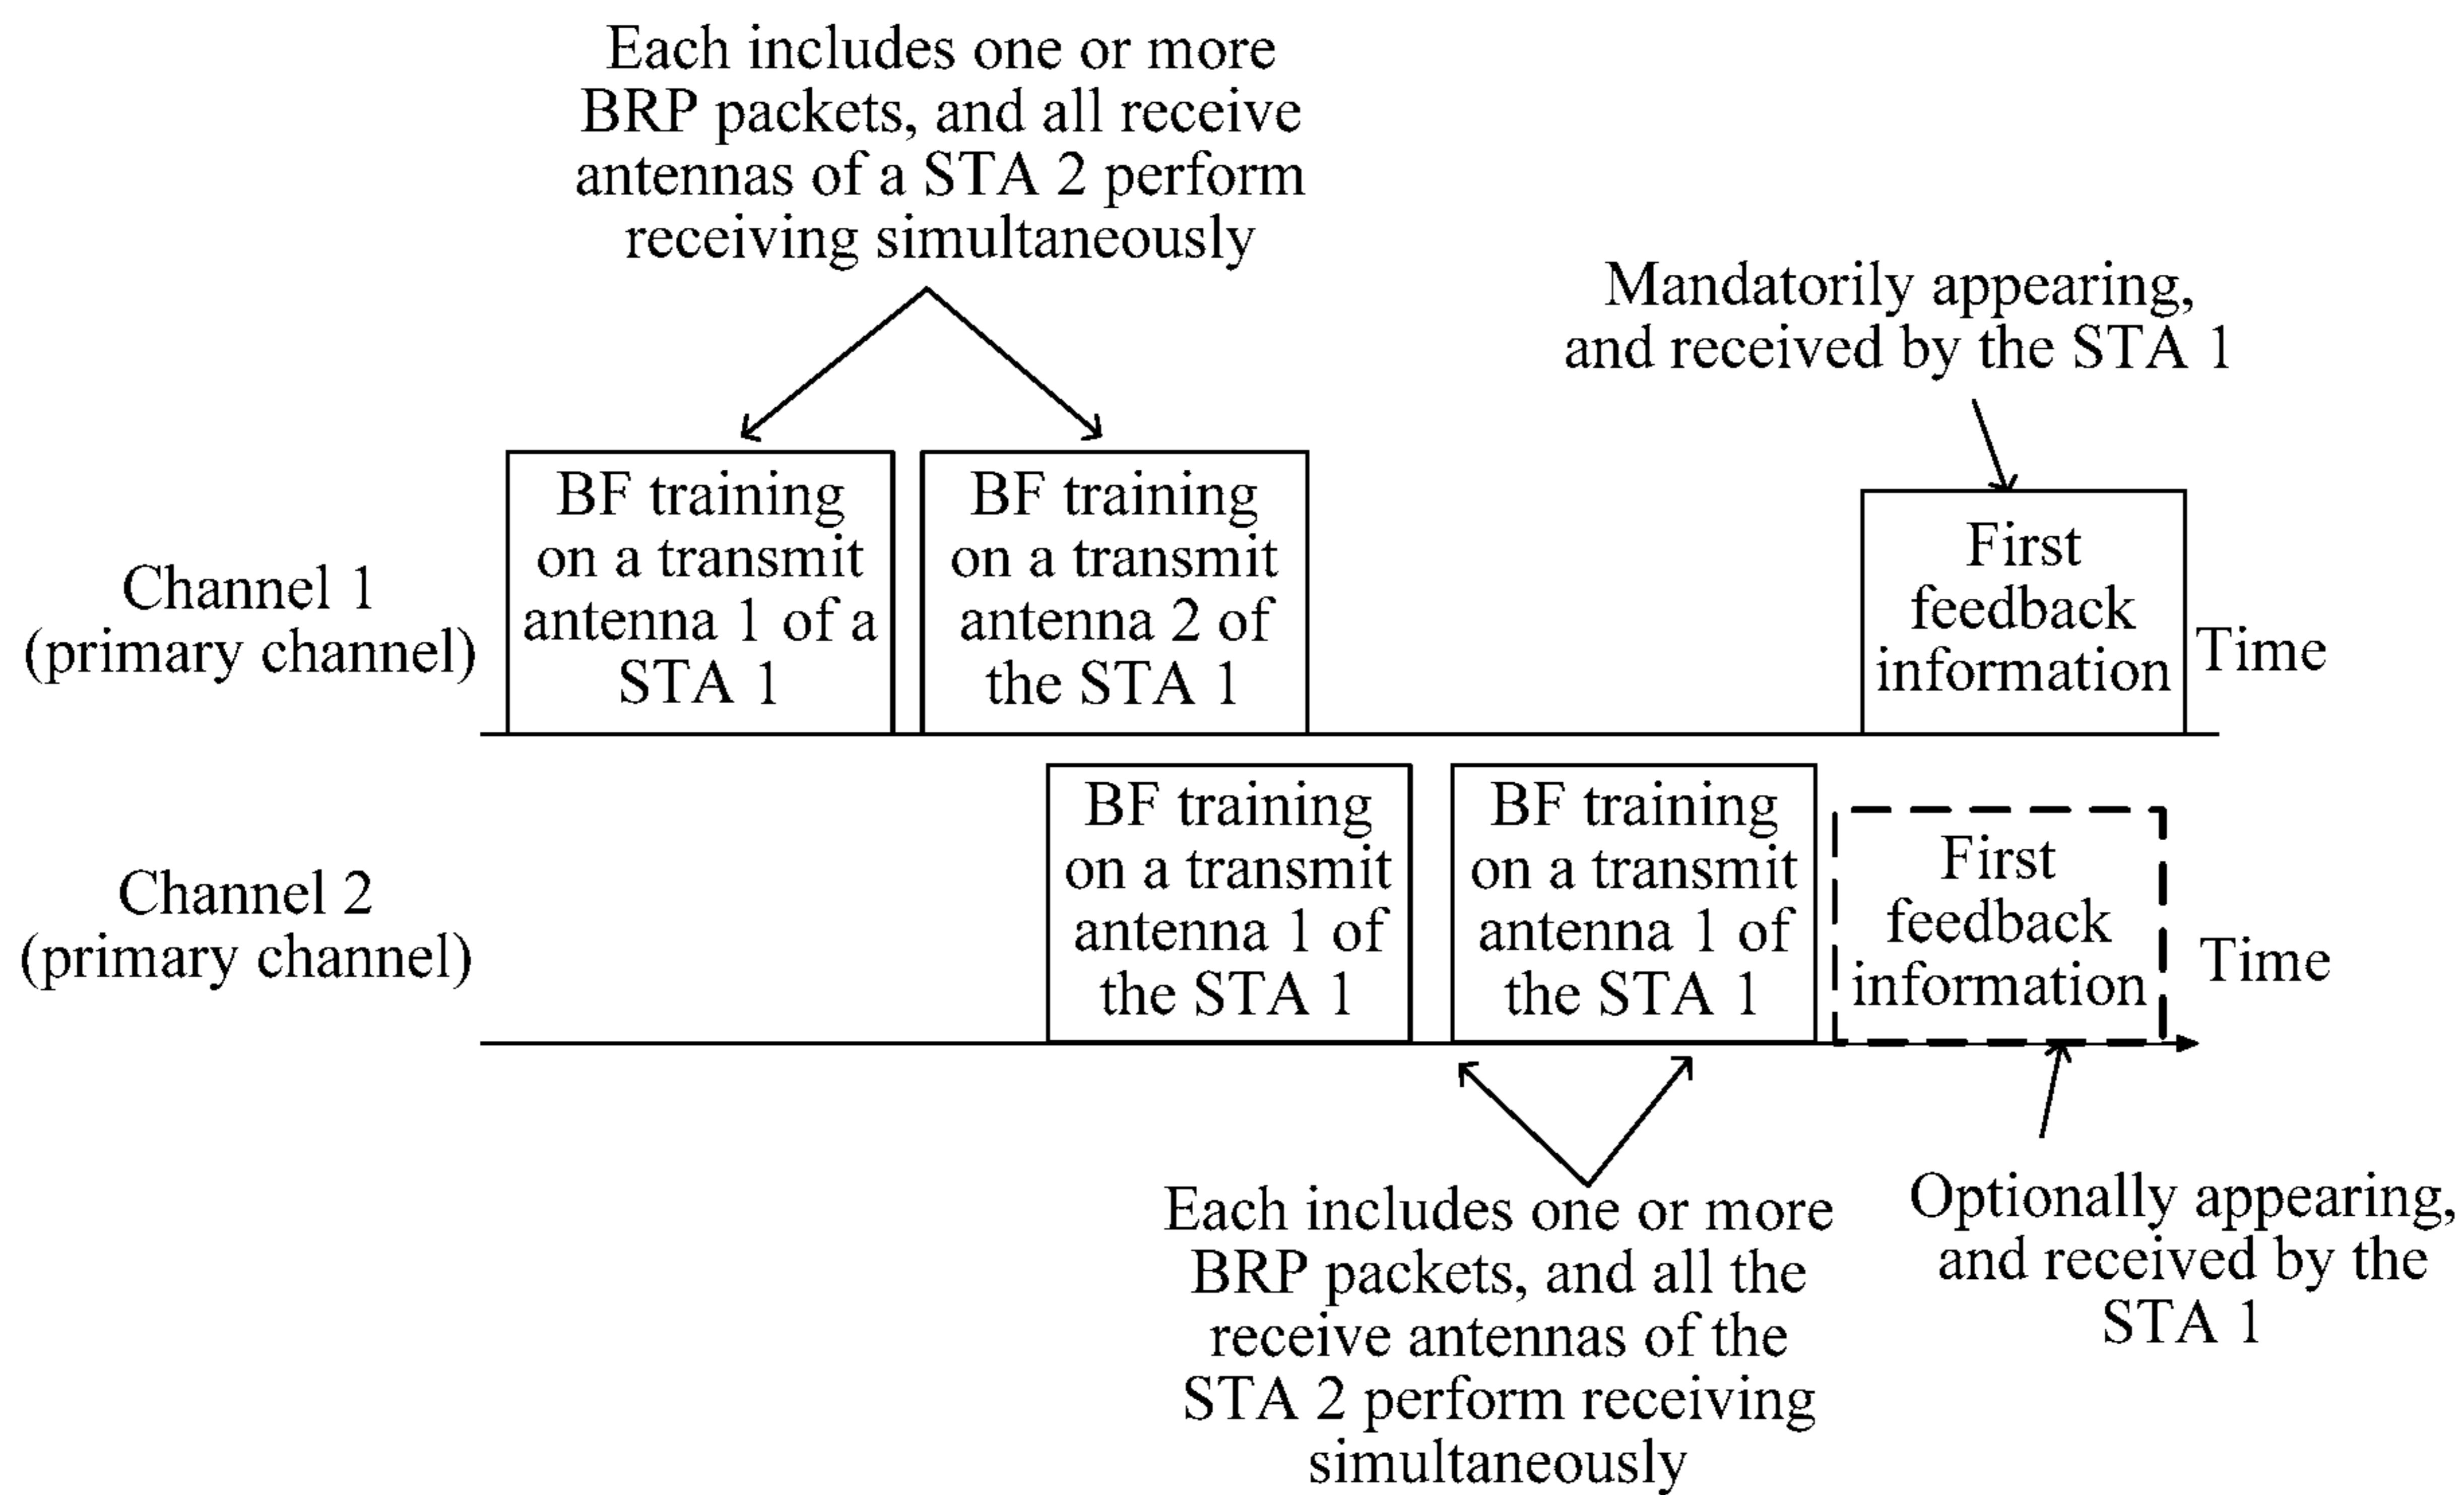 Each includes one or more
BRP packets, and all receive
antennas of a STA 2 perform
receiving simultaneously
Mandatorily appearing,
and received by the STA 1
Channel 1
(primary channel)
BF training
on a transmit
antenna 1 of a
STA 1
BF training
on a transmit
antenna 2 of
the STA 1
First
feedback
information
Time
Channel 2
(primary channel)
BF training
on a transmit
antenna 1 of
the STA 1
BF training
on a transmit
antenna 1 of
the STA 1
First
feedback
information
Time
Each includes one or more
BRP packets, and all the
receive antennas of the
STA 2 perform receiving
simultaneously
Optionally appearing,
and received by the
STA 1